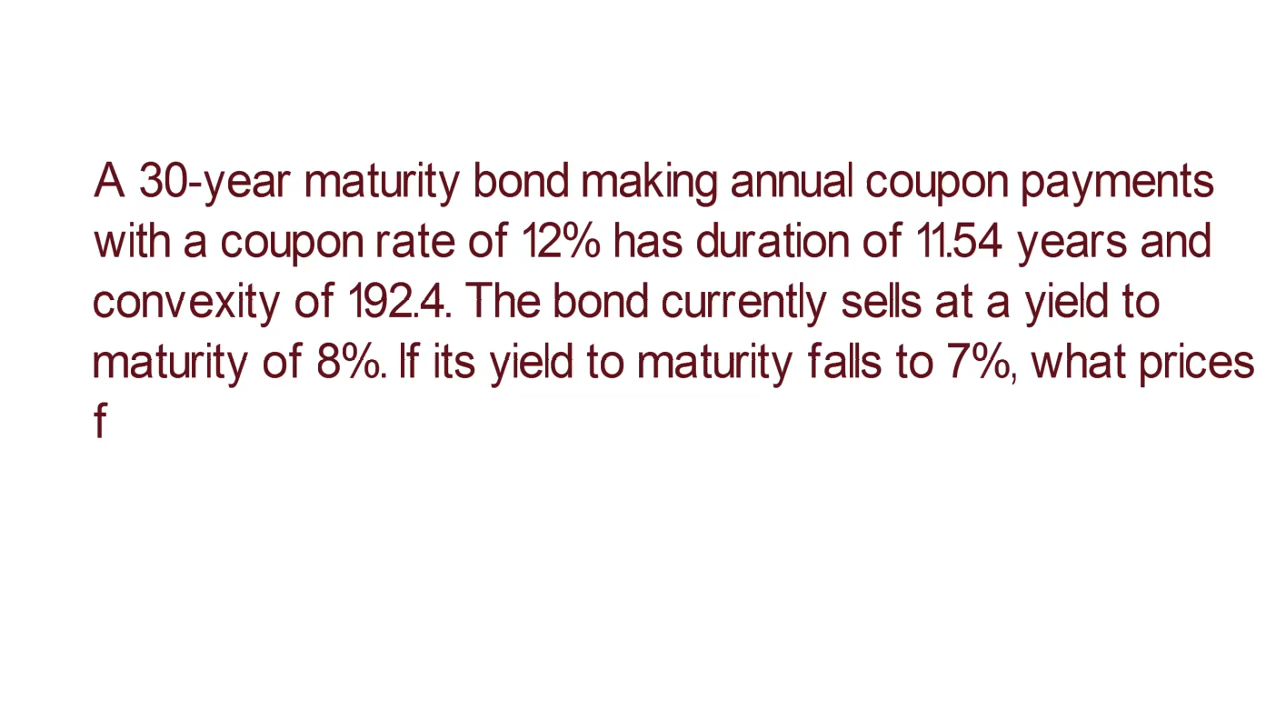 A 30-year maturity bond making annual coupon payments
with a coupon rate of 12% has duration of 11.54 years and
convexity of 192.4. The bond currently sells at a yield to
maturity of 8%. If its yield to maturity falls to 7%, what prices
f